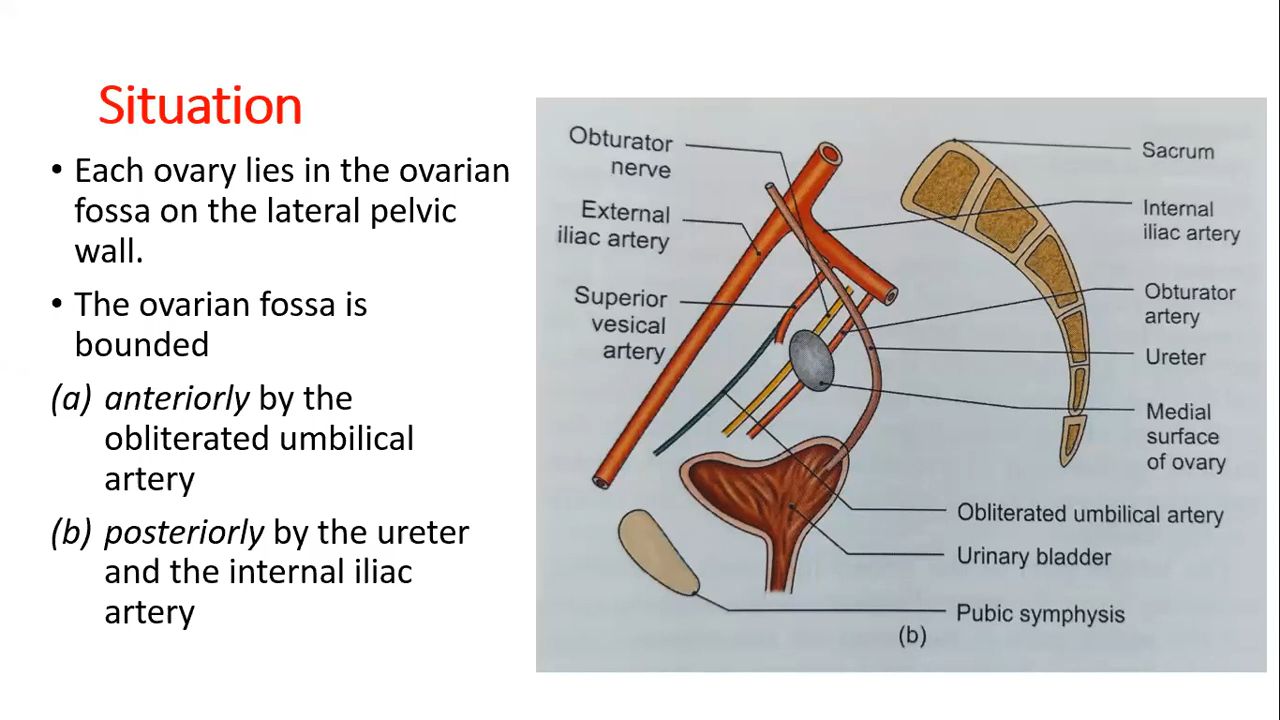 Situation
• Each ovary lies in the ovarian
fossa on the lateral pelvic
wall.
• The ovarian fossa is
bounded
(a) anteriorly by the
obliterated umbilical
artery
(b) posteriorly by the ureter
and the internal iliac
artery
Obturator
nerve
External
iliac artery
Superior
vesical
artery
Sacrum
Internal
iliac artery
Obturator
artery
Ureter
Medial
surface
of ovary
Obliterated umbilical artery
Urinary bladder
Pubic symphysis
(b)